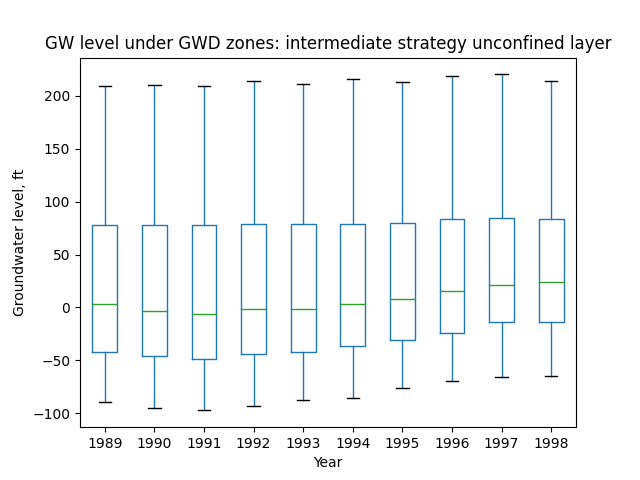 GW level under GWD zones: intermediate strategy unconfined layer
200
150
100
50
0
−50
−100
Groundwater level, ft
1989 1990 1991 1992 1993 1994 1995 1996 1997 1998
Year